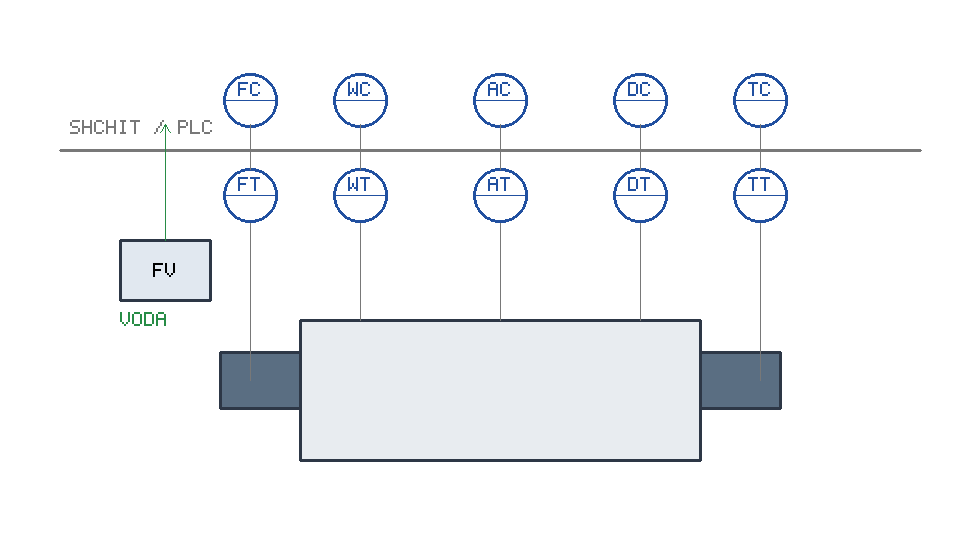 FC WC AC DC TC
SHCHIT / PLC
FT WT AT DT TT
FV
VODA